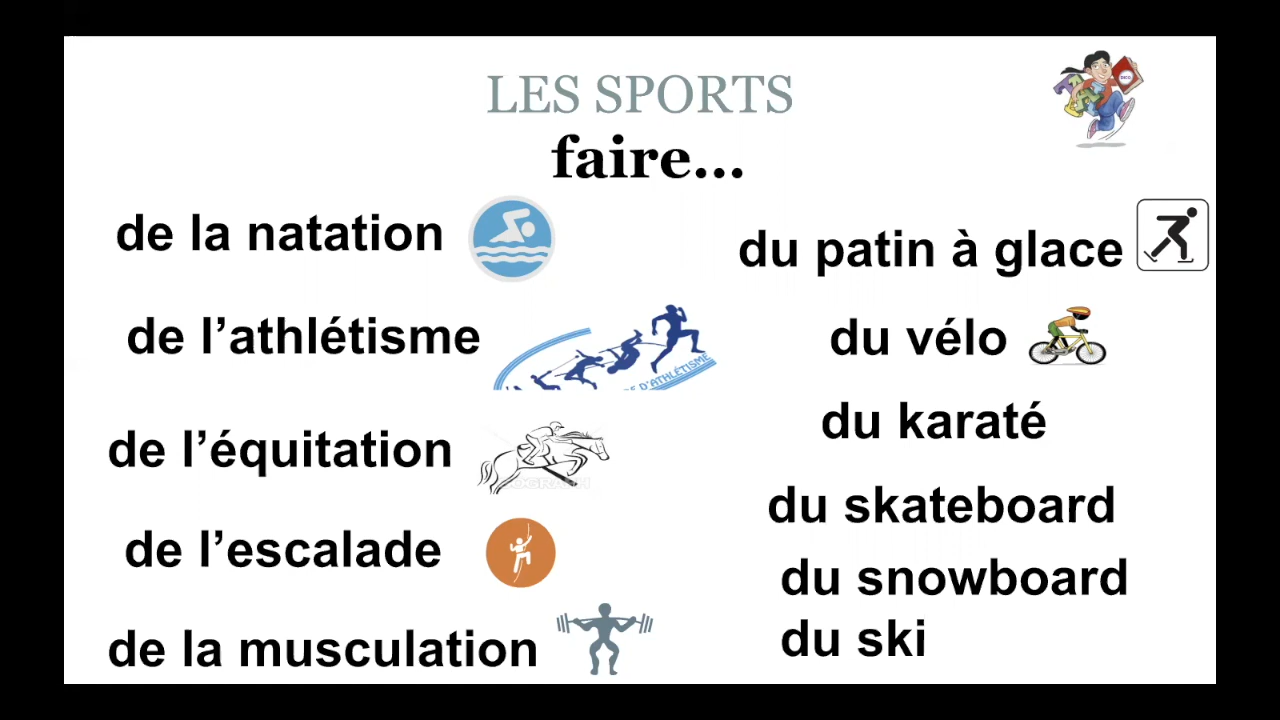 LES SPORTS
faire...
de la natation
de l’athlétisme
D'ATHLÉTISME
de l’équitation
de l’escalade
de la musculation
du patin à glace
du vélo
du karaté
du skateboard
du snowboard
du ski